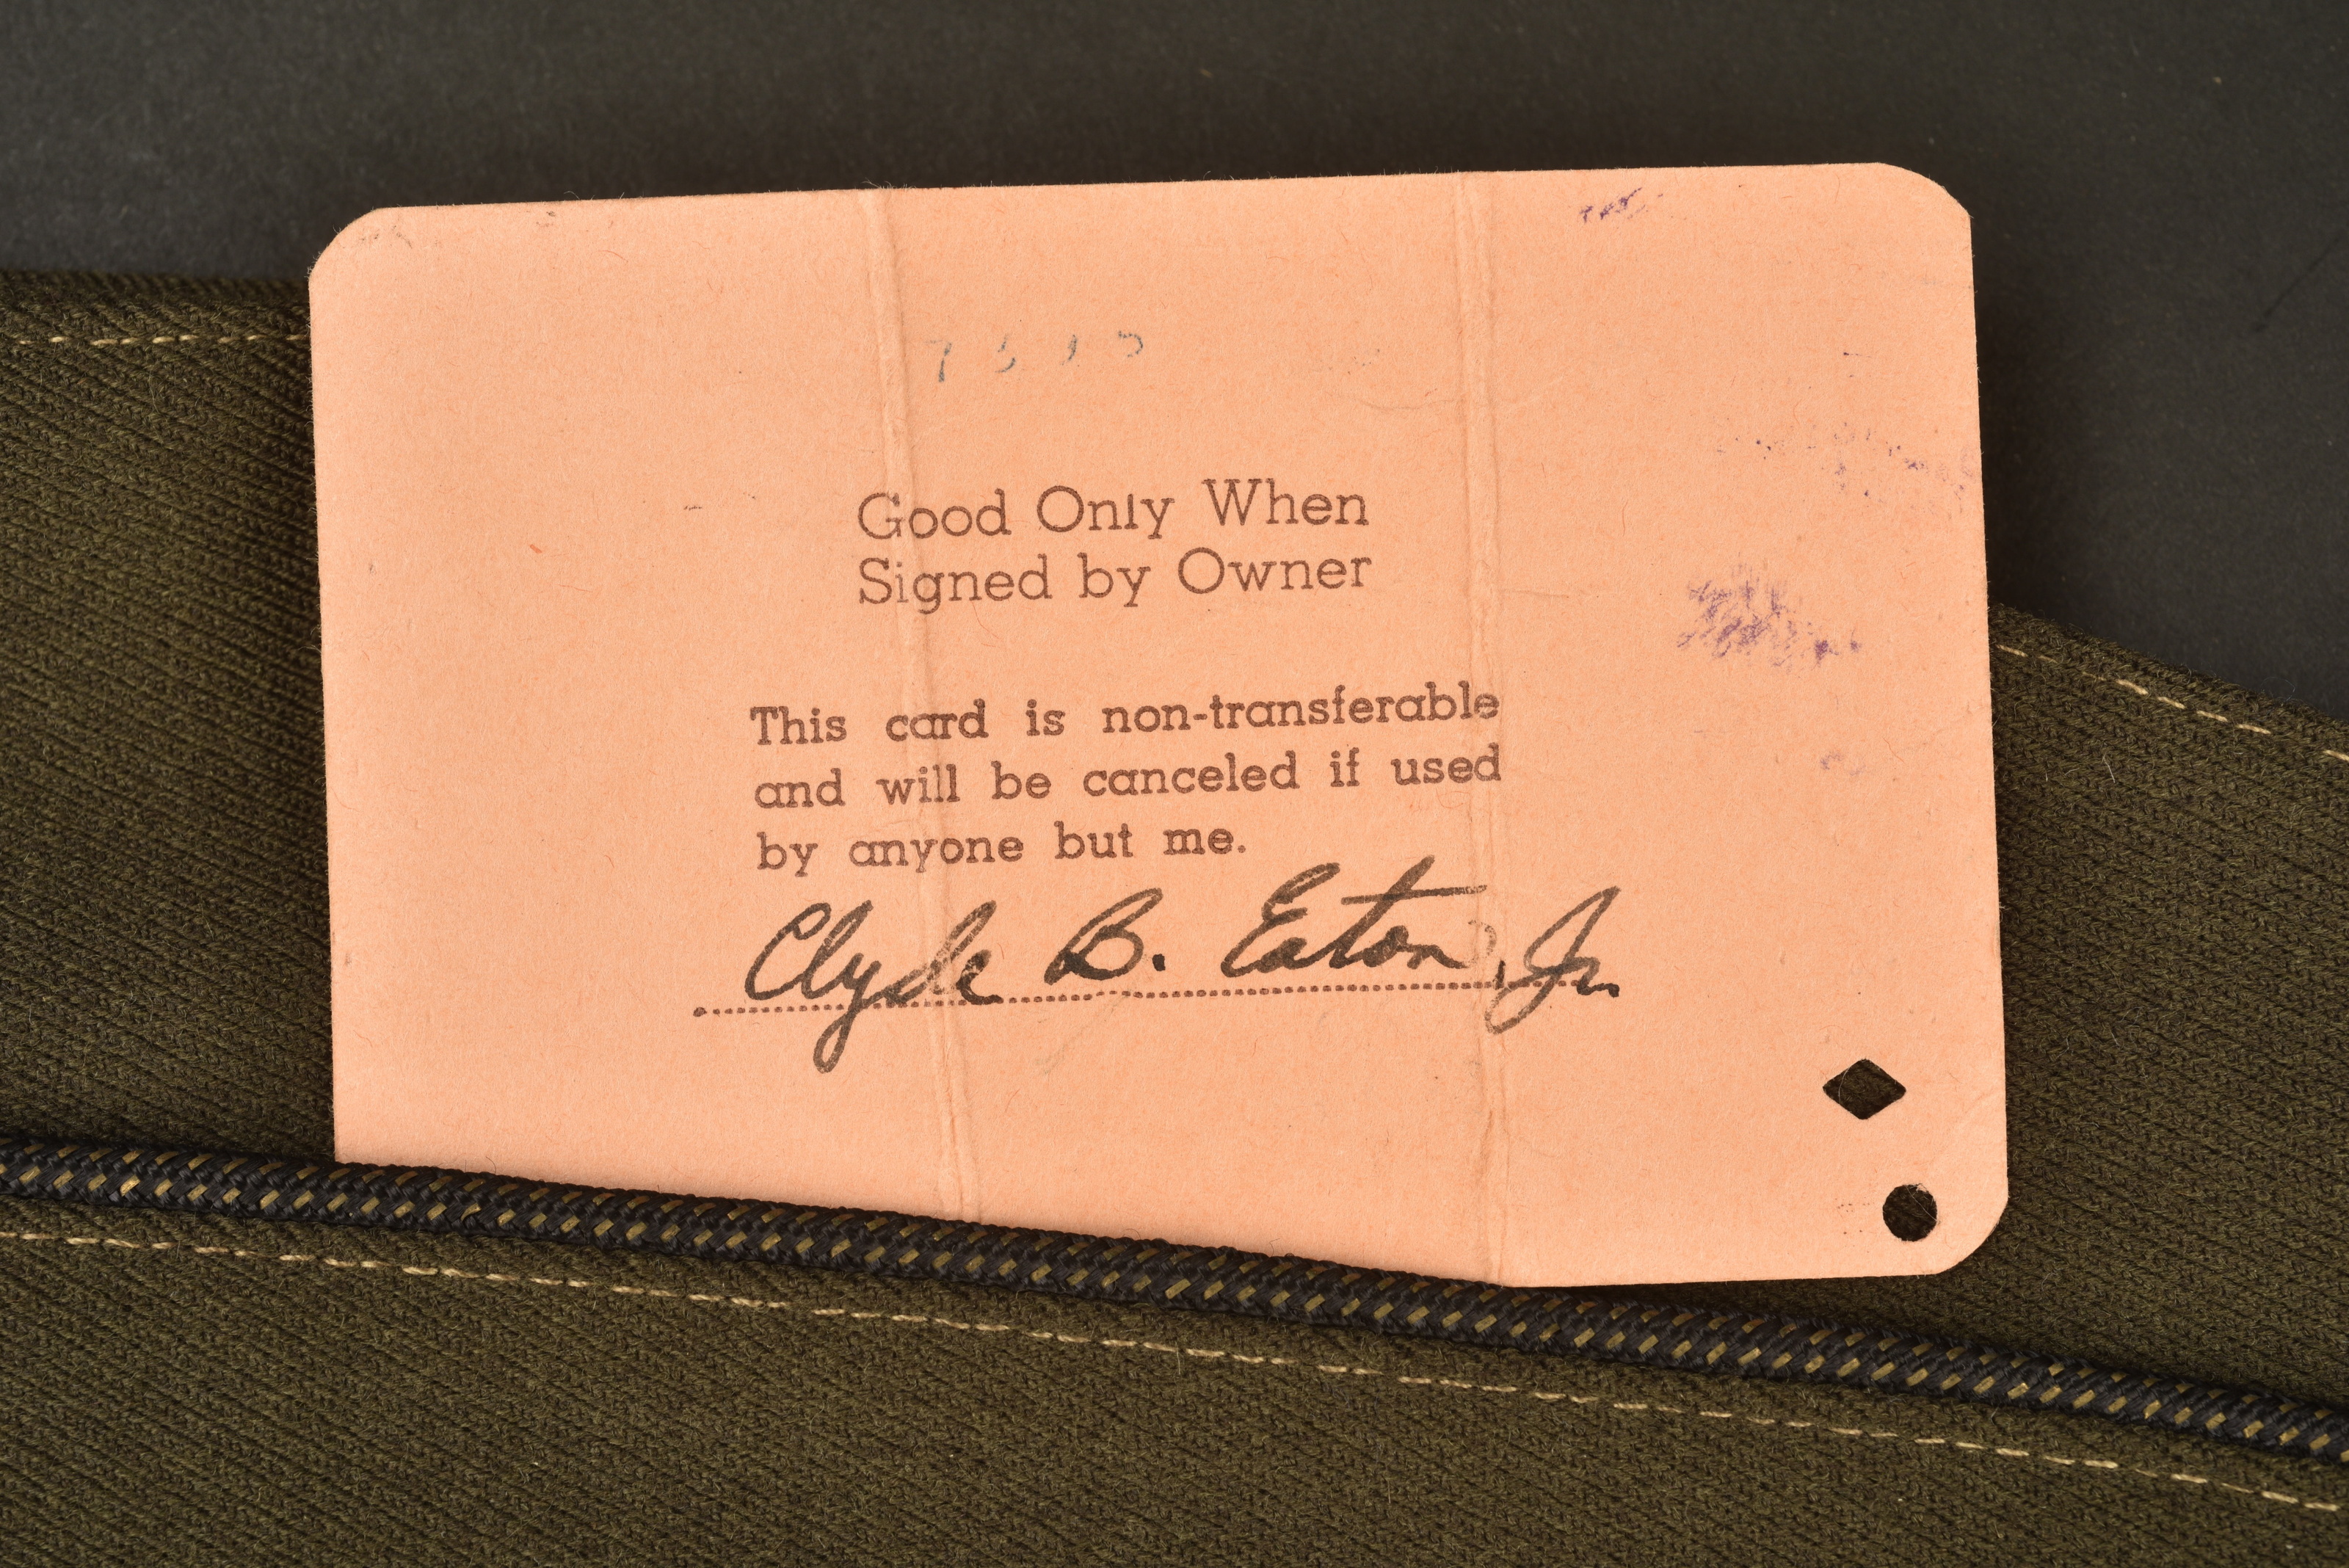 Good Only When
Signed by Owner
This card is non-transferable
and will be canceled if used
by anyone but me.
Clyde B. Eaton, Jr.